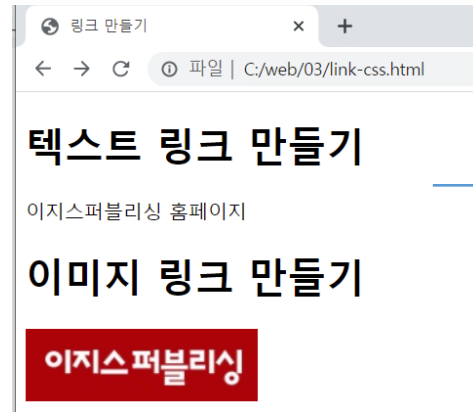 링크 만들기
파일 | C:/web/03/link-css.html
텍스트 링크 만들기
이지스퍼블리싱 홈페이지
이미지 링크 만들기
이지스퍼블리싱